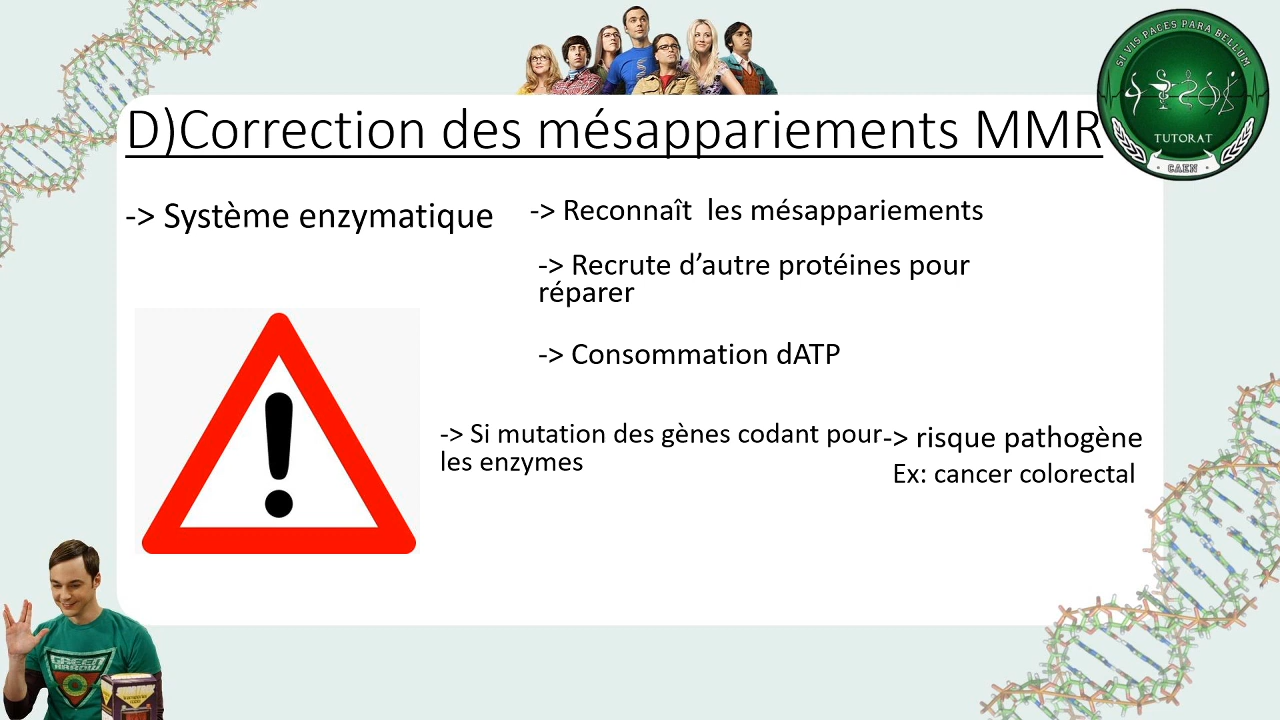 SI VIS PACES PARA BELLUM
TUTORAT
CAEN
D)Correction des mésappariements MMR
-> Système enzymatique
-> Reconnaît les mésappariements
-> Recrute d’autre protéines pour
réparer
-> Consommation dATP
-> Si mutation des gènes codant pour
les enzymes
-> risque pathogène
Ex: cancer colorectal
GREEN